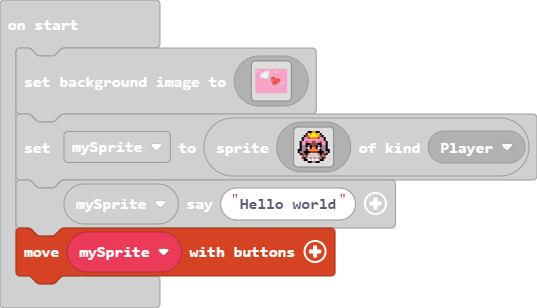 on start
set background image to
set mySprite to sprite of kind Player
mySprite say "Hello world"
move mySprite with buttons